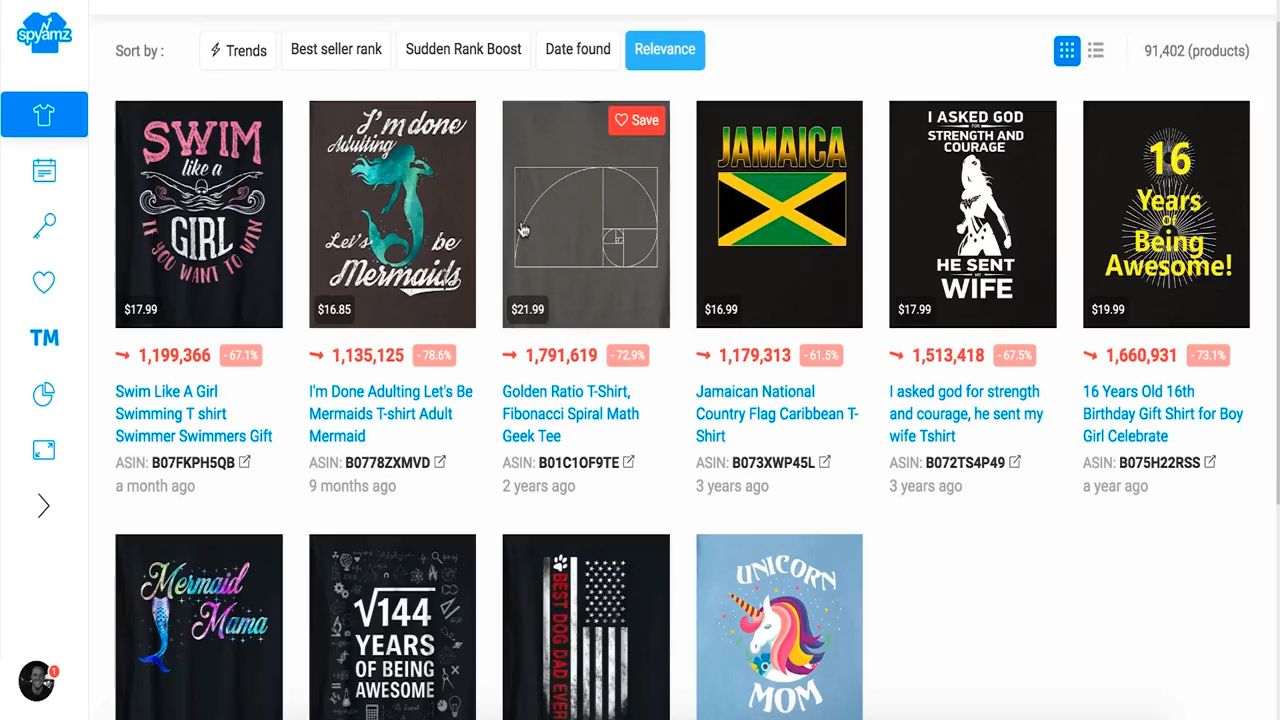 spyamz
Sort by :
Trends
Best seller rank
Sudden Rank Boost
Date found
Relevance
91,402 (products)
TM
1
SWIM
like a
GIRL
IF YOU WANT TO WIN
$17.99
1,199,366
- 67.1%
Swim Like A Girl
Swimming T shirt
Swimmer Swimmers Gift
ASIN: B07FKPH5QB
a month ago
I'm done
Adulting
Let's be
Mermaids
$16.85
1,135,125
- 78.6%
I'm Done Adulting Let's Be
Mermaids T-shirt Adult
Mermaid
ASIN: B0778ZXMVD
9 months ago
Save
$21.99
1,791,619
- 72.9%
Golden Ratio T-Shirt,
Fibonacci Spiral Math
Geek Tee
ASIN: B01C1OF9TE
2 years ago
JAMAICA
$16.99
1,179,313
- 61.5%
Jamaican National
Country Flag Caribbean T-
Shirt
ASIN: B073XWP45L
3 years ago
I ASKED GOD
FOR
STRENGTH AND
COURAGE
HE SENT
MY
WIFE
$17.99
1,513,418
- 67.5%
I asked god for strength
and courage, he sent my
wife Tshirt
ASIN: B072TS4P49
3 years ago
16
Years
of
Being
Awesome!
$19.99
1,660,931
- 73.1%
16 Years Old 16th
Birthday Gift Shirt for Boy
Girl Celebrate
ASIN: B075H22RSS
a year ago
Mermaid
Mama
√144
YEARS
OF BEING
AWESOME
BEST DOG DAD EVER
UNICORN
MOM